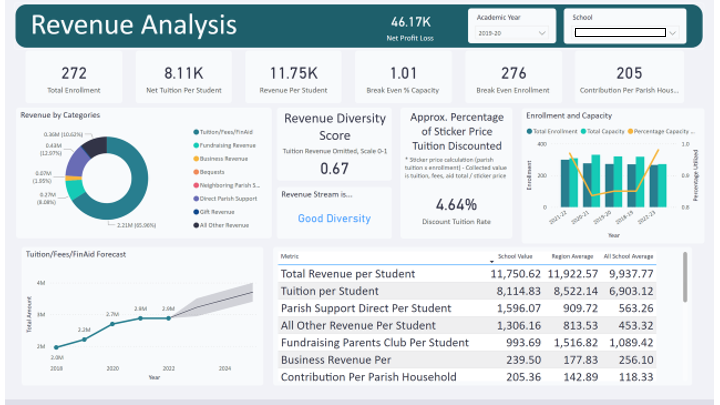 Revenue Analysis
46.17K
Net Profit Loss
Academic Year
2019-20
School
272
Total Enrollment
8.11K
Net Tuition Per Student
11.75K
Revenue Per Student
1.01
Break Even % Capacity
276
Break Even Enrollment
205
Contribution Per Parish Hous...
Revenue by Categories
0.36M (10.62%)
0.43M
(12.97%)
0.07M
(1.95%)
0.27M
(8.08%)
2.21M (65.96%)
Tuition/Fees/FinAid
Fundraising Revenue
Business Revenue
Bequests
Neighboring Parish S...
Direct Parish Support
Gift Revenue
All Other Revenue
Revenue Diversity
Score
Tuition Revenue Omitted, Scale 0-1
0.67
Revenue Stream is...
Good Diversity
Approx. Percentage
of Sticker Price
Tuition Discounted
* Sticker price calculation (parish
tuition x enrollment) - Collected value
is tuition, fees, aid total / sticker price
4.64%
Discount Tuition Rate
Enrollment and Capacity
Total Enrollment
Total Capacity
Percentage Capacity ...
Enrollment
400
200
0
1.0
0.8
Percentage Utilized
2021-22
2020-21
2019-20
2018-19
2022-23
Year
Tuition/Fees/FinAid Forecast
Total Amount
4M
3M
2M
2.0M
2.2M
2.7M
2.9M
2.9M
2018
2020
2022
2024
Year
Metric School Value Region Average All School Average
Total Revenue per Student 11,750.62 11,922.57 9,937.77
Tuition per Student 8,114.83 8,522.14 6,903.12
Parish Support Direct Per Student 1,596.07 909.72 563.26
All Other Revenue Per Student 1,306.16 813.53 453.32
Fundraising Parents Club Per Student 993.69 1,516.82 1,089.42
Business Revenue Per 239.50 177.83 256.10
Contribution Per Parish Household 205.36 142.89 118.33